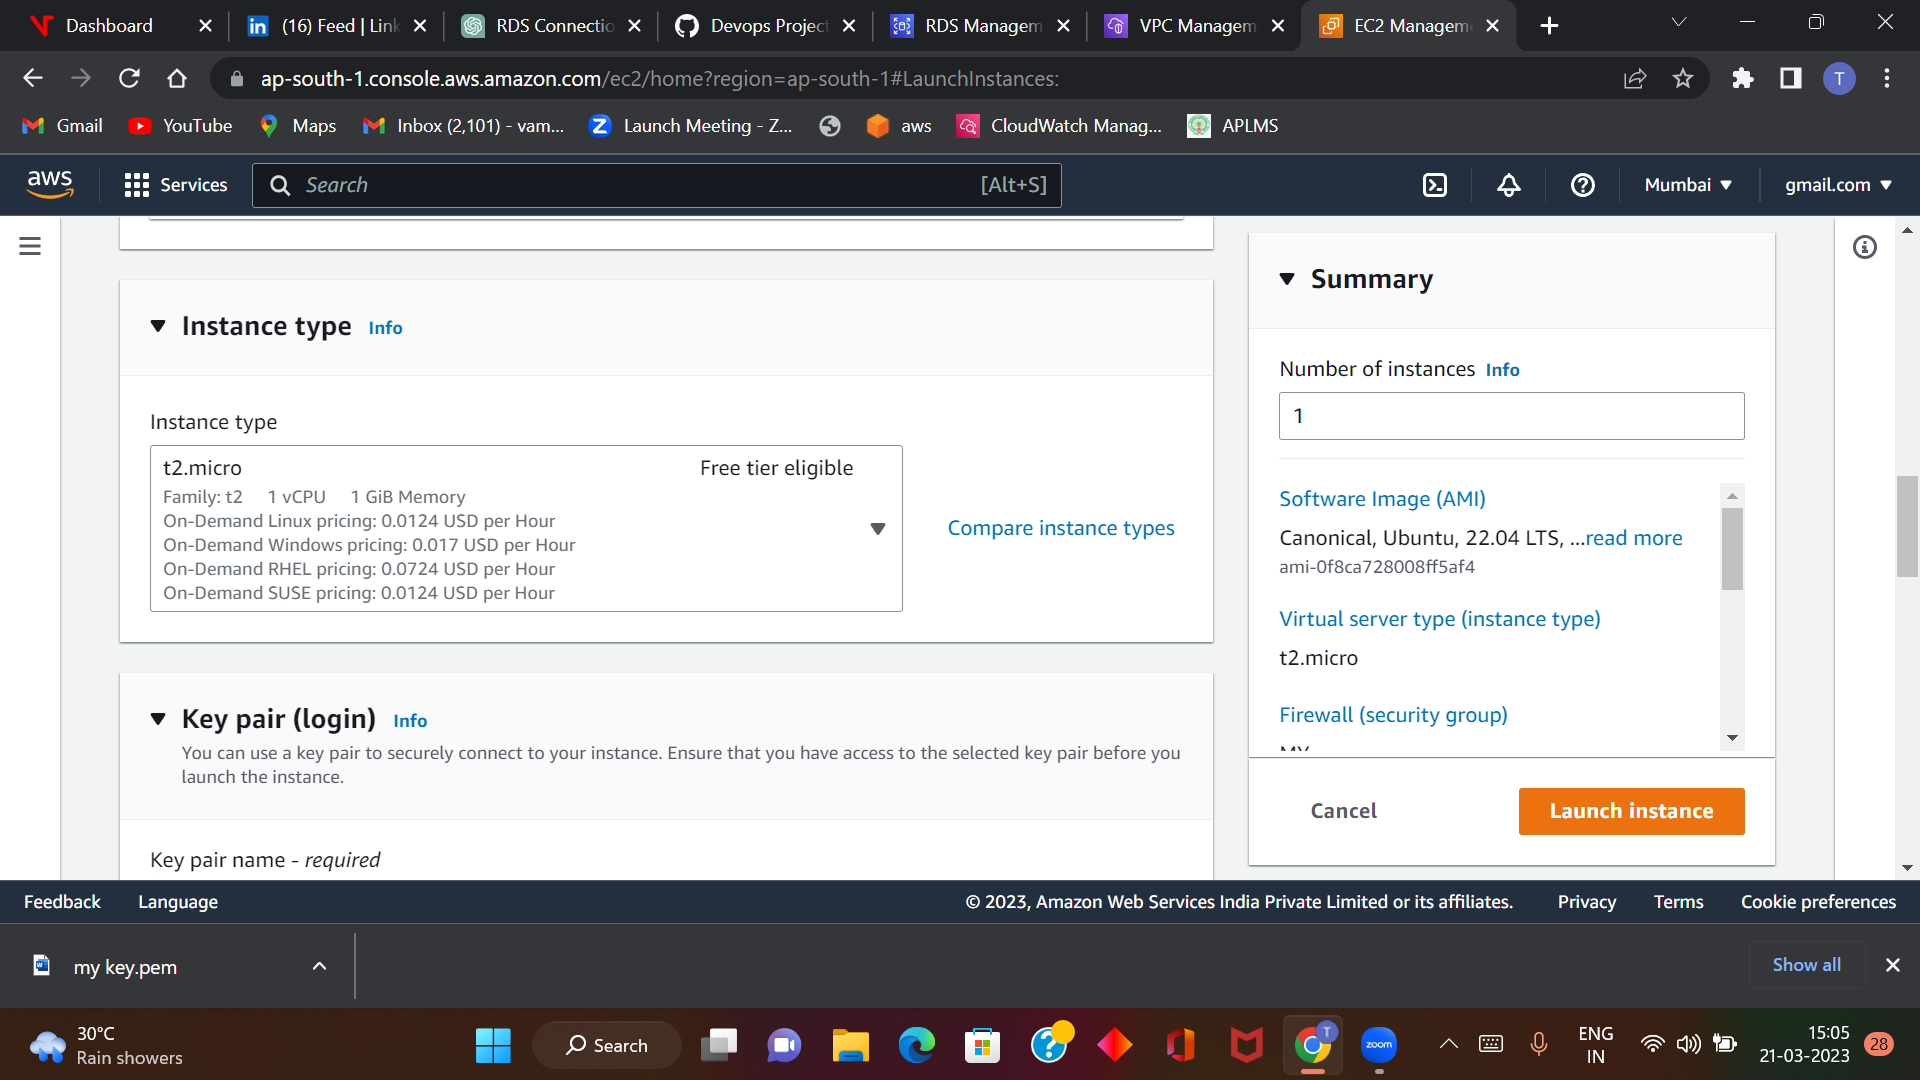 Dashboard
(16) Feed | Link
RDS Connectio
Devops Project
RDS Managem
VPC Managem
EC2 Managem
ap-south-1.console.aws.amazon.com/ec2/home?region=ap-south-1#LaunchInstances:
T
Gmail
YouTube
Maps
Inbox (2,101) - vam...
Launch Meeting - Z...
aws
CloudWatch Manag...
APLMS
aws
Services
Search
[Alt+S]
Mumbai
gmail.com
Instance type Info
Instance type
t2.micro Free tier eligible
Family: t2 1 vCPU 1 GiB Memory
On-Demand Linux pricing: 0.0124 USD per Hour
On-Demand Windows pricing: 0.017 USD per Hour
On-Demand RHEL pricing: 0.0724 USD per Hour
On-Demand SUSE pricing: 0.0124 USD per Hour
Compare instance types
Key pair (login) Info
You can use a key pair to securely connect to your instance. Ensure that you have access to the selected key pair before you
launch the instance.
Key pair name - required
Summary
Number of instances Info
1
Software Image (AMI)
Canonical, Ubuntu, 22.04 LTS, ...read more
ami-0f8ca728008ff5af4
Virtual server type (instance type)
t2.micro
Firewall (security group)
Cancel
Launch instance
Feedback
Language
© 2023, Amazon Web Services India Private Limited or its affiliates.
Privacy
Terms
Cookie preferences
my key.pem
Show all
30°C
Rain showers
Search
T
zoom
ENG
IN
15:05
21-03-2023
28